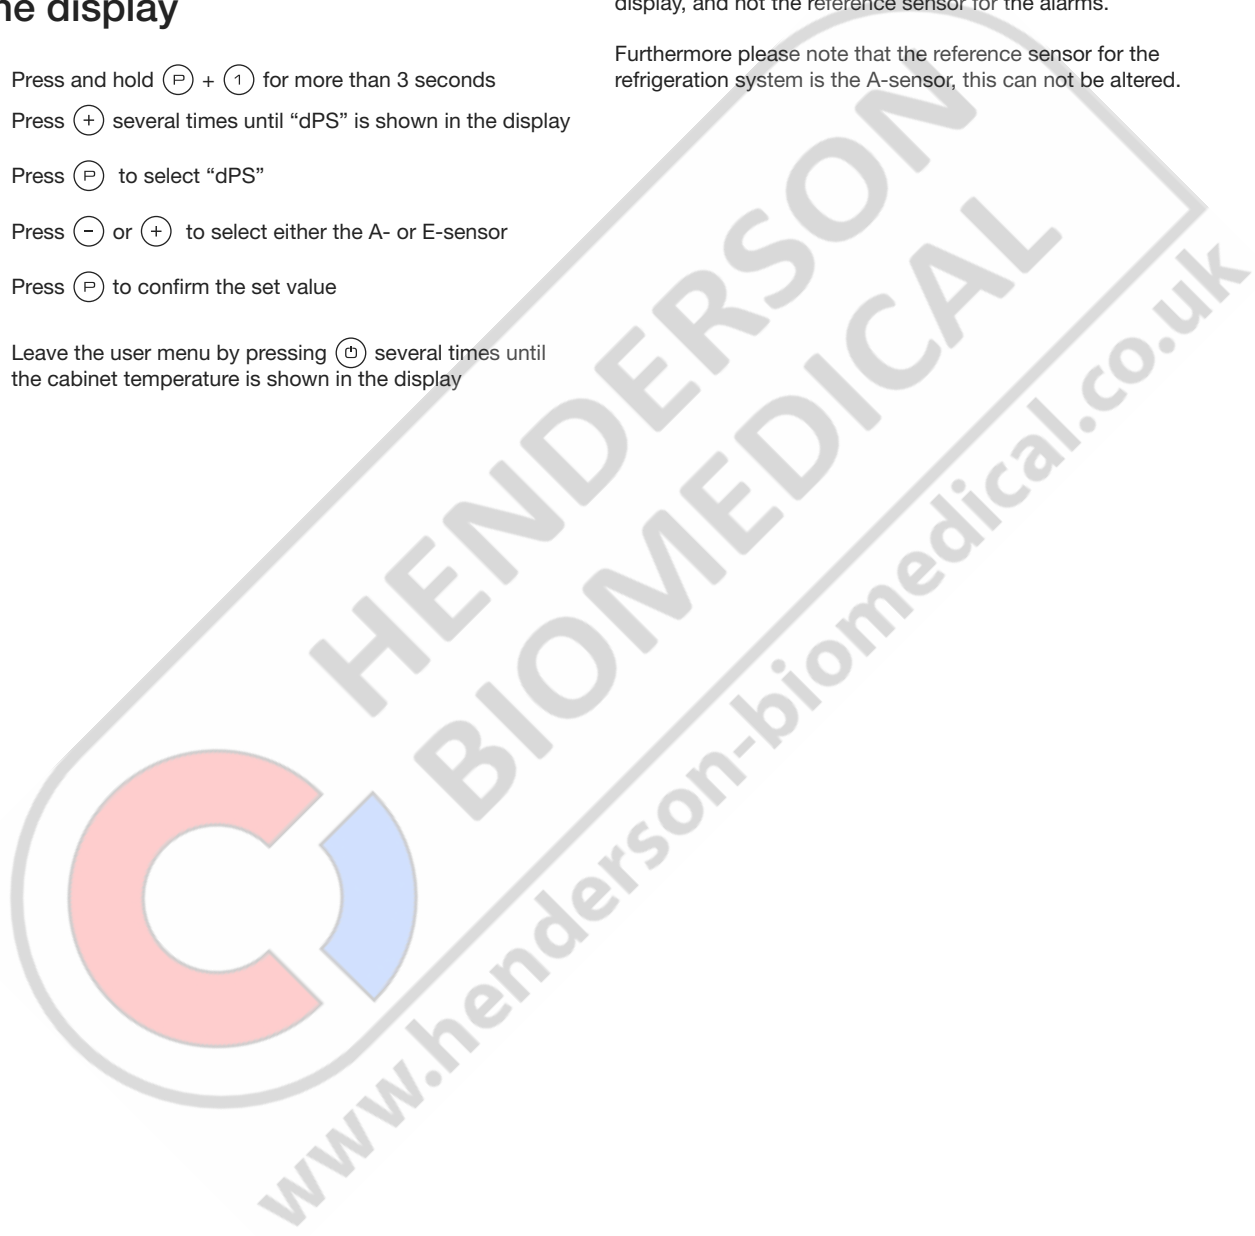 he display
Press and hold P + 1 for more than 3 seconds
Press + several times until “dPS” is shown in the display
Press P to select “dPS”
Press - or + to select either the A- or E-sensor
Press P to confirm the set value
Leave the user menu by pressing several times until
the cabinet temperature is shown in the display
display, and not the reference sensor for the alarms.
Furthermore please note that the reference sensor for the
refrigeration system is the A-sensor, this can not be altered.
HENDERSON
BIOMEDICAL
www.henderson-biomedical.co.uk